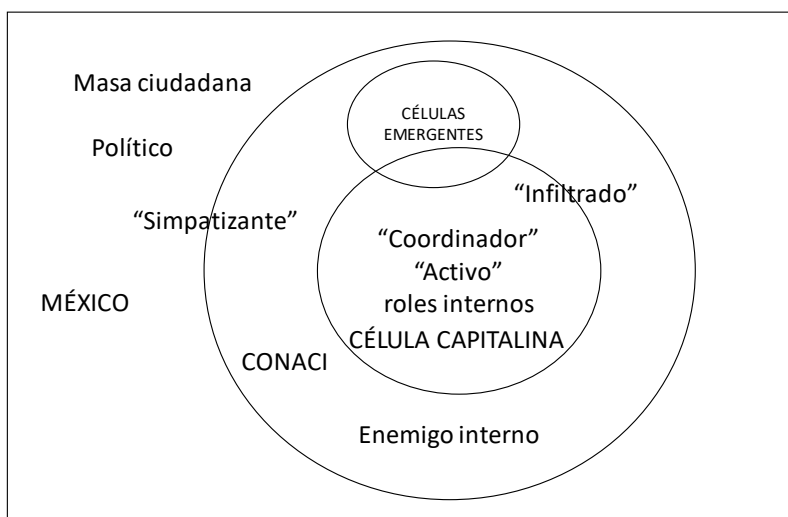 Masa ciudadana
CÉLULAS
EMERGENTES
Político
“Infiltrado”
“Simpatizante”
“Coordinador”
“Activo”
roles internos
MÉXICO
CÉLULA CAPITALINA
CONACI
Enemigo interno